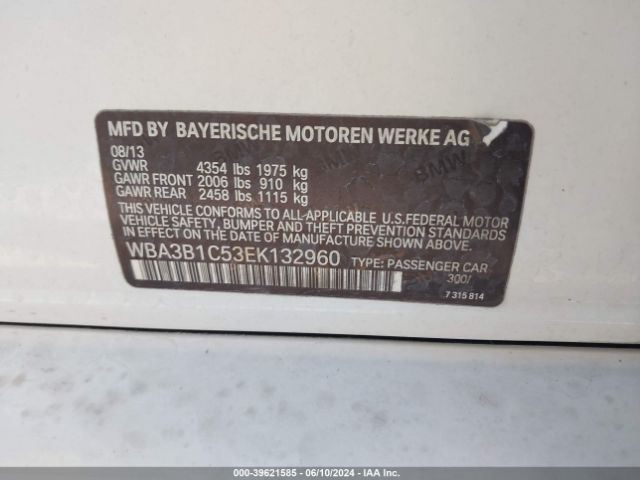 MFD BY BAYERISCHE MOTOREN WERKE AG
08/13
GVWR 4354 lbs 1975 kg
GAWR FRONT 2006 lbs 910 kg
GAWR REAR 2458 lbs 1115 kg
THIS VEHICLE CONFORMS TO ALL APPLICABLE U.S. FEDERAL MOTOR
VEHICLE SAFETY, BUMPER AND THEFT PREVENTION STANDARDS
IN EFFECT ON THE DATE OF MANUFACTURE SHOWN ABOVE.
WBA3B1C53EK132960 TYPE: PASSENGER CAR
300/
7 315 814
000-39621585 - 06/10/2024 - IAA Inc.